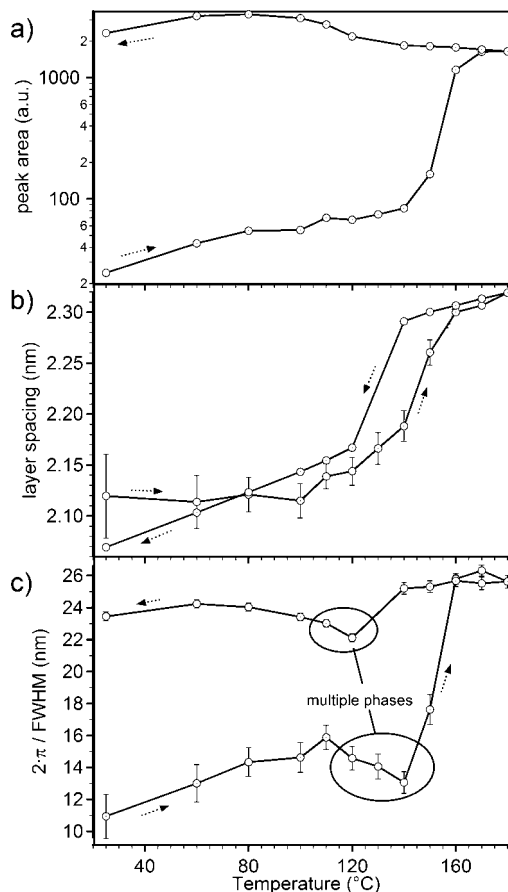 a)
peak area (a.u.)
2
1000
6
4
2
100
6
4
2
b)
layer spacing (nm)
2.30
2.25
2.20
2.15
2.10
c)
2·π / FWHM (nm)
26
24
22
20
18
16
14
12
10
multiple phases
40 80 120 160
Temperature (°C)